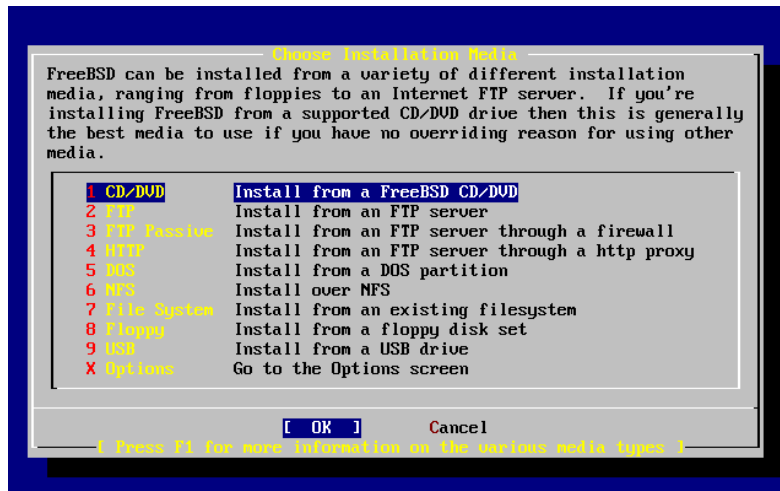 Choose Installation Media
FreeBSD can be installed from a variety of different installation
media, ranging from floppies to an Internet FTP server.  If you're
installing FreeBSD from a supported CD/DVD drive then this is generally
the best media to use if you have no overriding reason for using other
media.
1 CD/DVD Install from a FreeBSD CD/DVD
2 FTP Install from an FTP server
3 FTP Passive Install from an FTP server through a firewall
4 HTTP Install from an FTP server through a http proxy
5 DOS Install from a DOS partition
6 NFS Install over NFS
7 File System Install from an existing filesystem
8 Floppy Install from a floppy disk set
9 USB Install from a USB drive
X Options Go to the Options screen
[ OK ] Cancel
[ Press F1 for more information on the various media types ]